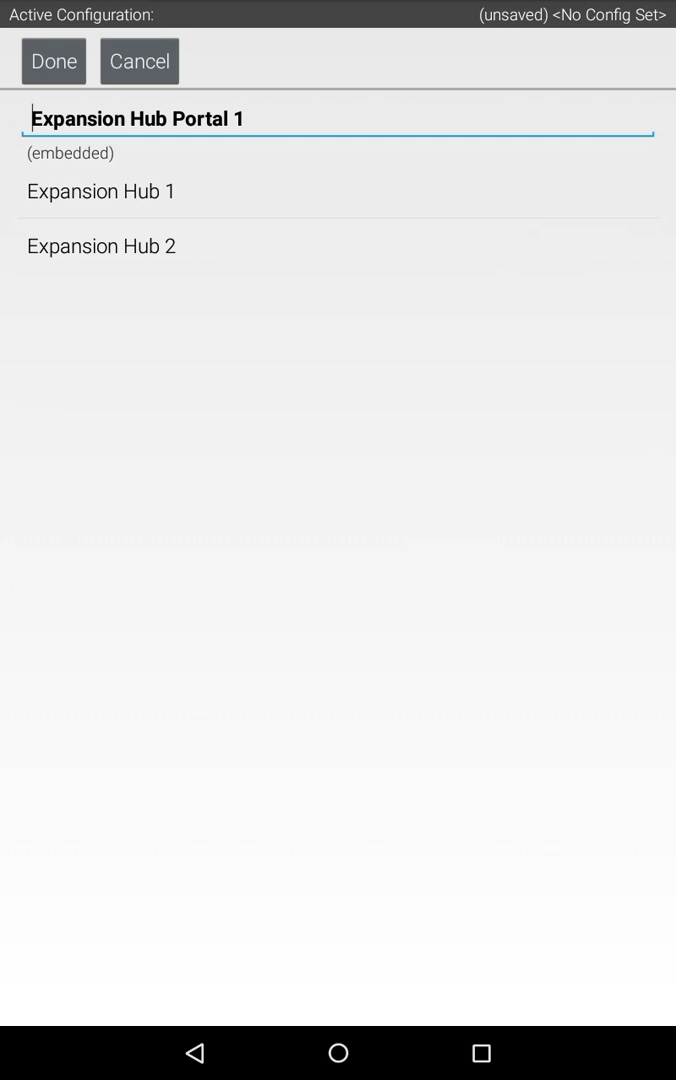 Active Configuration: (unsaved) <No Config Set>
Done Cancel
Expansion Hub Portal 1
(embedded)
Expansion Hub 1
Expansion Hub 2